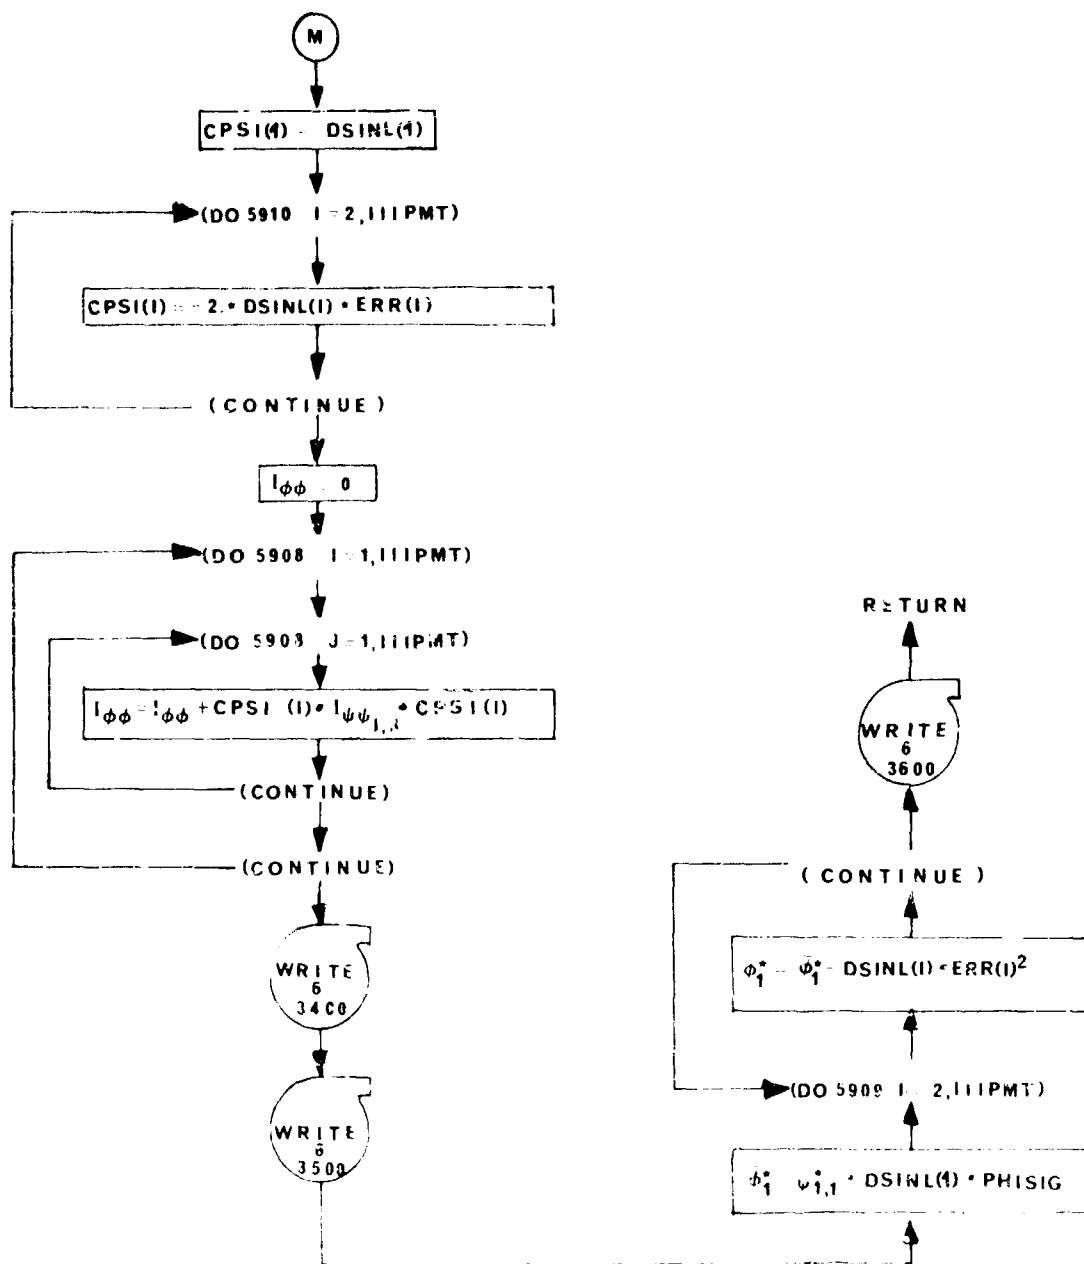 M
CPSI(1) = DSINL(1)
(DO 5910 I=2,IIIPMT)
CPSI(I) = -2.* DSINL(I) * ERR(I)
(CONTINUE)
Iϕϕ = 0
(DO 5908 I=1,IIIPMT)
(DO 5908 J=1,IIIPMT)
Iϕϕ = Iϕϕ + CPSI (I) * Iψψ * CPSI(I)
(CONTINUE)
(CONTINUE)
WRITE
6
3400
WRITE
6
3500
RETURN
WRITE
6
3600
(CONTINUE)
ϕ*1 = ϕ*1 - DSINL(I) * ERR(I)²
(DO 5909 I = 2,IIIPMT)
ϕ*1 ψ*1,1 * DSINL(1) * PHISIG